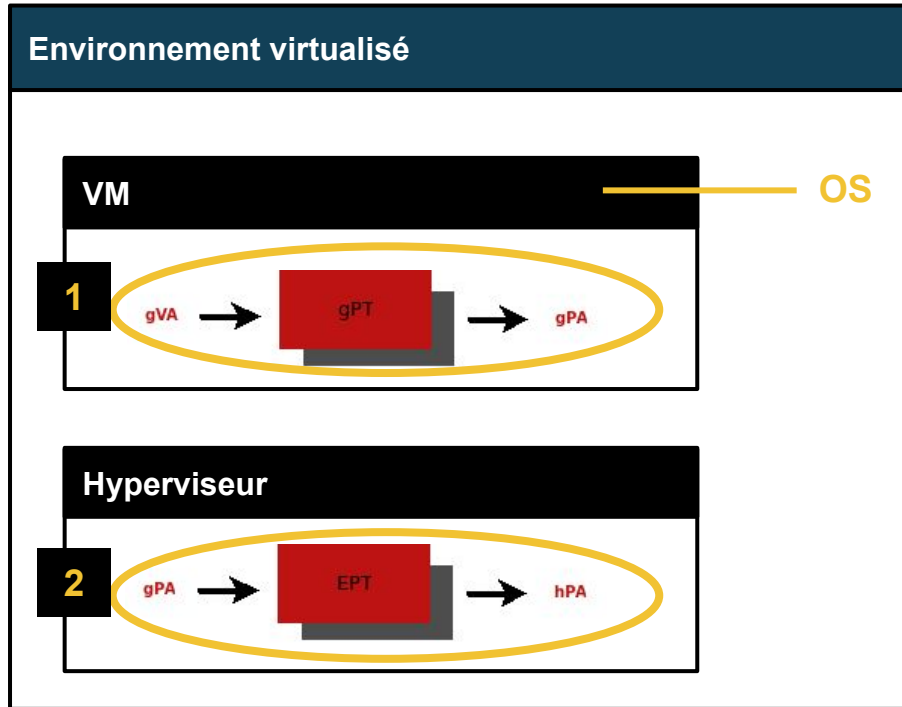 Environnement virtualisé
VM
OS
1
gVA
gPT
gPA
Hyperviseur
2
gPA
EPT
hPA